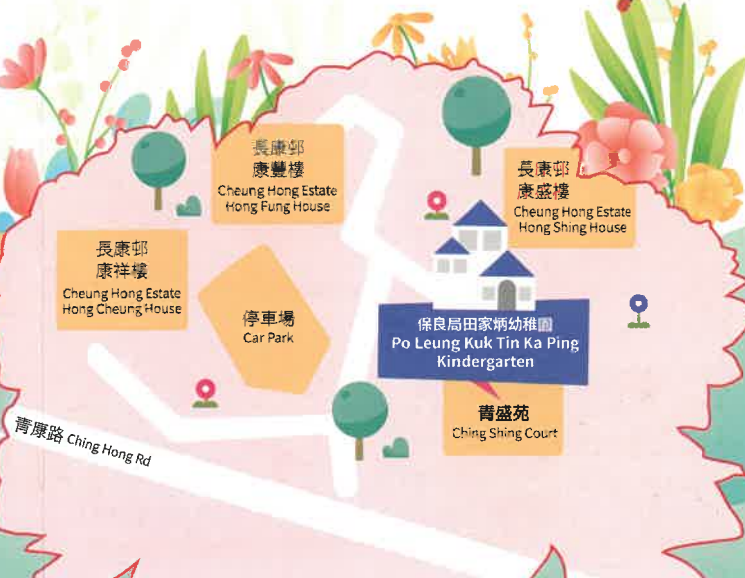 長康邨
康豐樓
Cheung Hong Estate
Hong Fung House
長康邨
康盛樓
Cheung Hong Estate
Hong Shing House
長康邨
康祥樓
Cheung Hong Estate
Hong Cheung House
停車場
Car Park
保良局田家炳幼稚園
Po Leung Kuk Tin Ka Ping
Kindergarten
青盛苑
Ching Shing Court
青康路 Ching Hong Rd